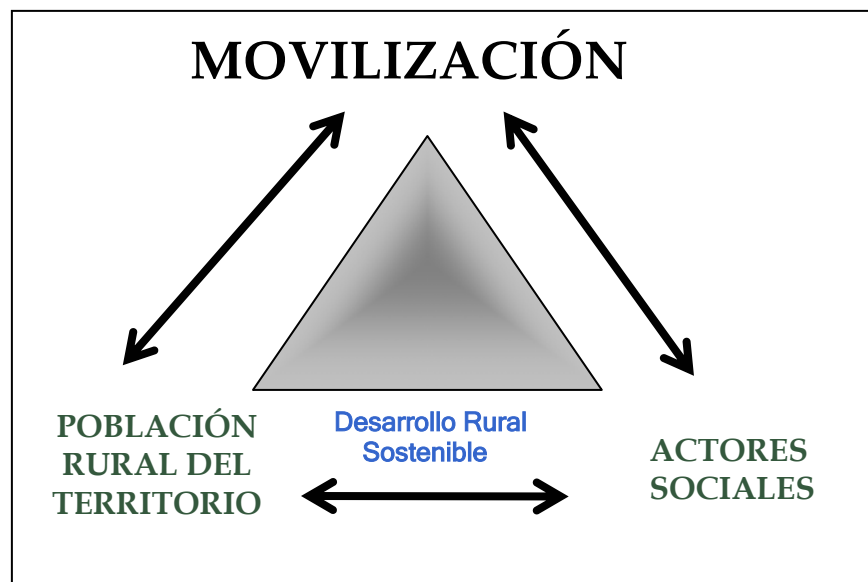 MOVILIZACIÓN
POBLACIÓN
RURAL DEL
TERRITORIO
Desarrollo Rural
Sostenible
ACTORES
SOCIALES